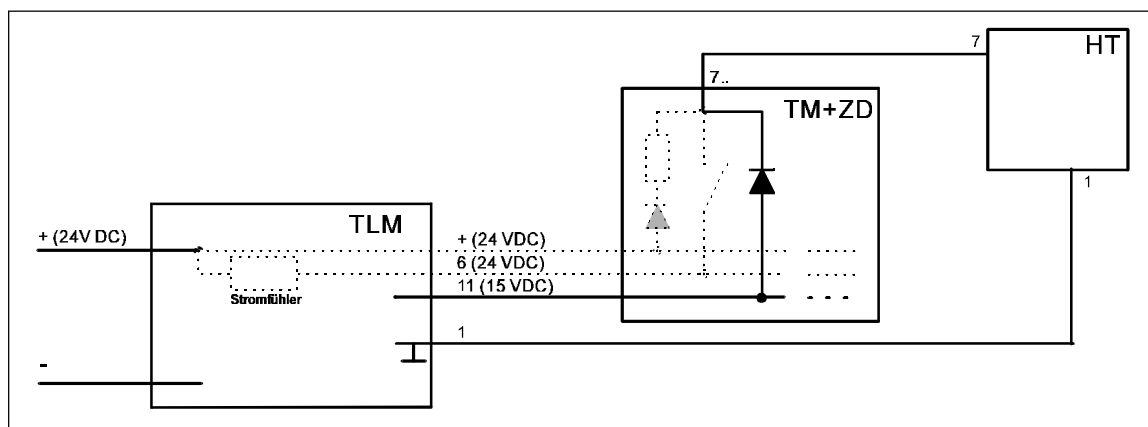 7
HT
7..
TM+ZD
1
TLM
+ (24V DC)
+ (24 VDC)
6 (24 VDC)
Stromfühler
11 (15 VDC)
1
-